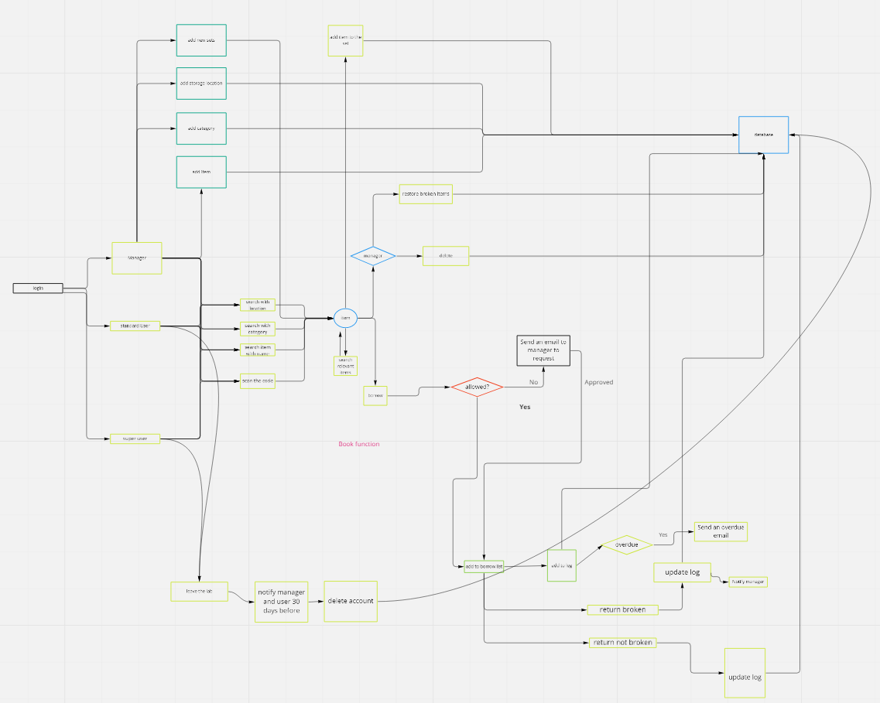 add new sets
add item to the
set
add storage location
add category
database
add item
restore broken items
Manager
manager
delete
login
search with
location
item
standard user
search with
category
search item
with name
Send an email to
manager to
request
search
relevant
items
scan the code
allowed?
No
Approved
borrow
Yes
super user
Book function
Yes
Send an overdue
email
overdue
add to borrow list
add to log
update log
Notify manager
leave the lab
notify manager
and user 30
days before
delete account
return broken
return not broken
update log